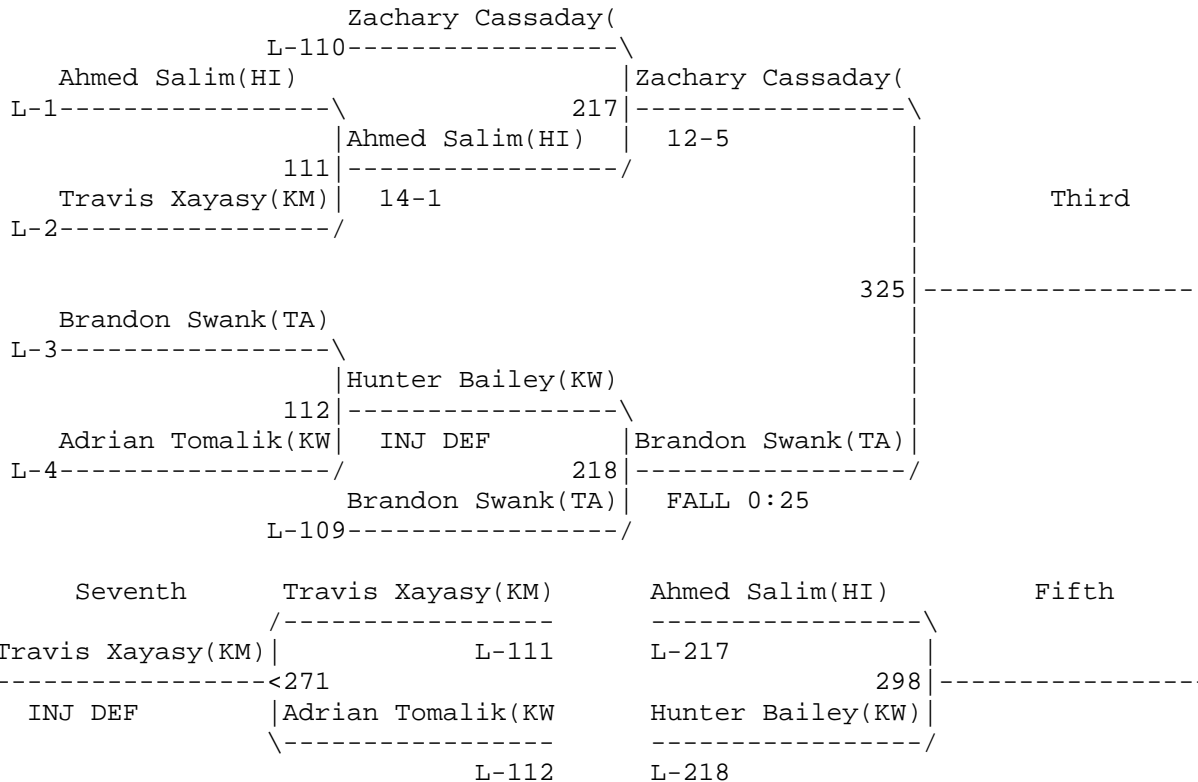 Zachary Cassaday(
                L-110-----------------\
   Ahmed Salim(HI)                    |Zachary Cassaday(
L-1-----------------\              217|-----------------\
                    |Ahmed Salim(HI)  |  12-5           |
                 111|-----------------/                 |
   Travis Xayasy(KM)|  14-1                             |        Third
L-2-----------------/                                   |
                                                        |
                                                     325|-----------------
   Brandon Swank(TA)                                    |
L-3-----------------\                                   |
                    |Hunter Bailey(KW)                  |
                 112|-----------------\                 |
   Adrian Tomalik(KW|  INJ DEF        |Brandon Swank(TA)|
L-4-----------------/              218|-----------------/
                     Brandon Swank(TA)|  FALL 0:25
                L-109-----------------/
    Seventh      Travis Xayasy(KM)      Ahmed Salim(HI)         Fifth
                /-----------------      -----------------\
Travis Xayasy(KM)|            L-111      L-217            |
-----------------<271                                  298|-----------------
  INJ DEF        |Adrian Tomalik(KW      Hunter Bailey(KW)|
                 \-----------------      -----------------/
                              L-112      L-218